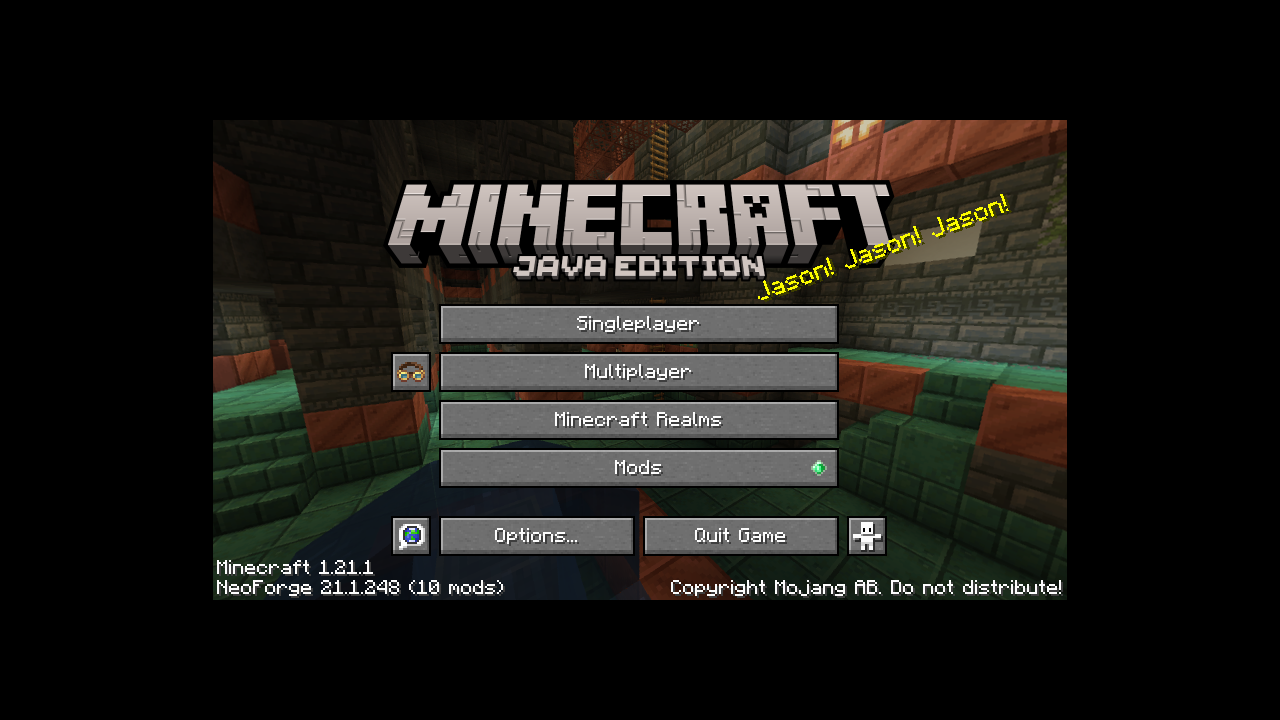 MINECRAFT
JAVA EDITION
Jason! Jason! Jason!
Singleplayer
Multiplayer
Minecraft Realms
Mods
Options...
Quit Game
Minecraft 1.21.1
NeoForge 21.1.248 (10 mods)
Copyright Mojang AB. Do not distribute!